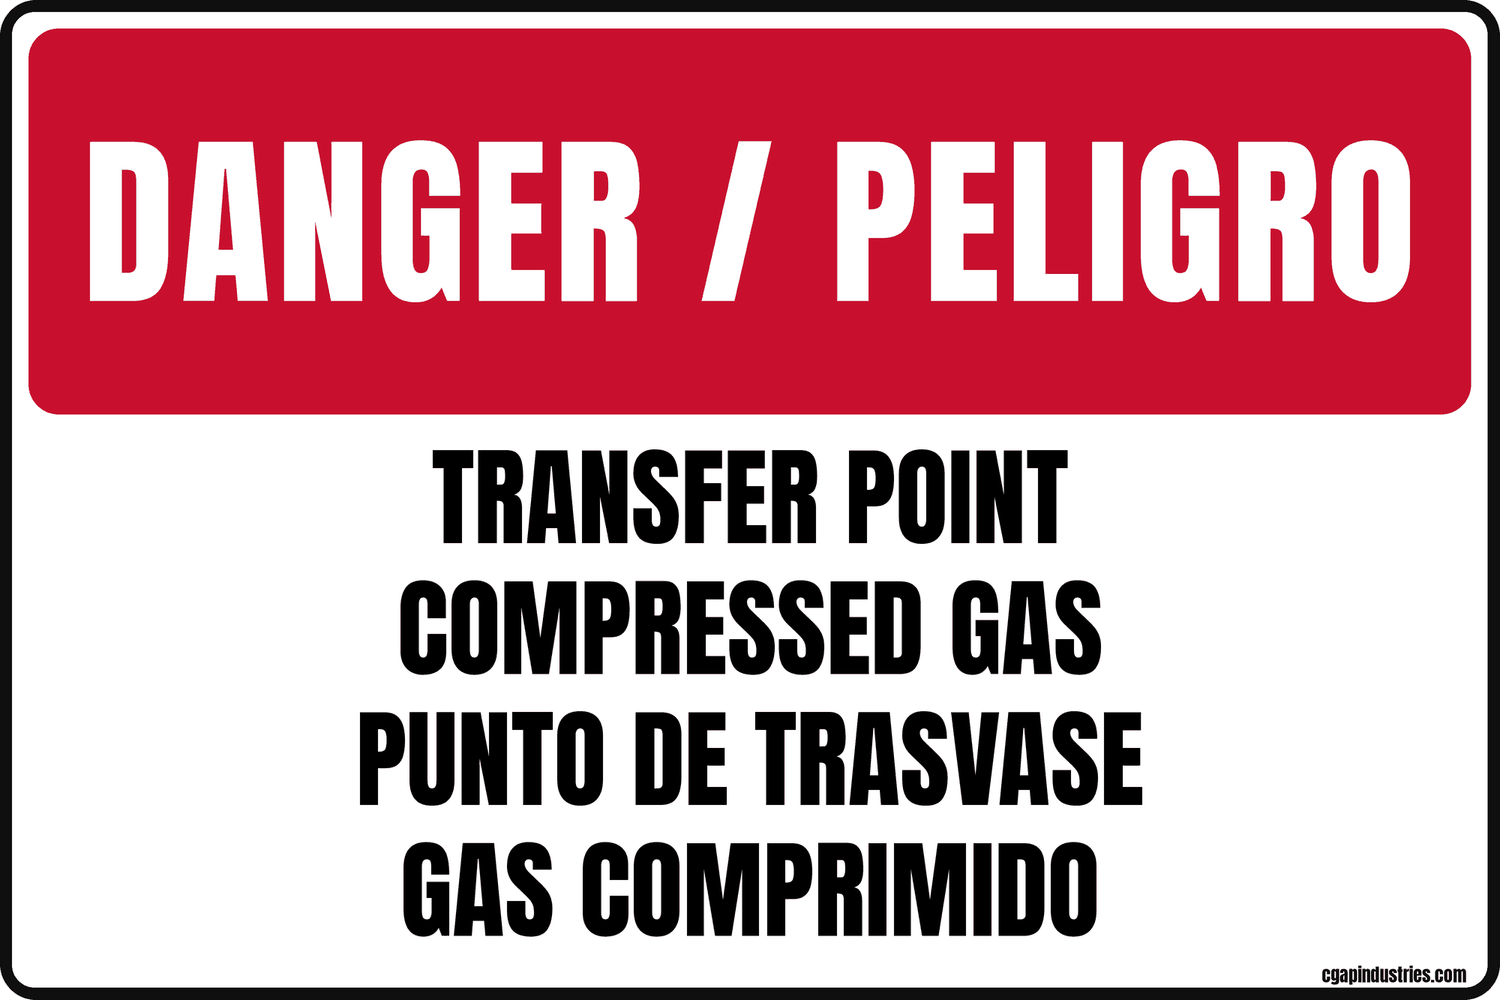 DANGER / PELIGRO
TRANSFER POINT
COMPRESSED GAS
PUNTO DE TRASVASE
GAS COMPRIMIDO
cgapindustries.com